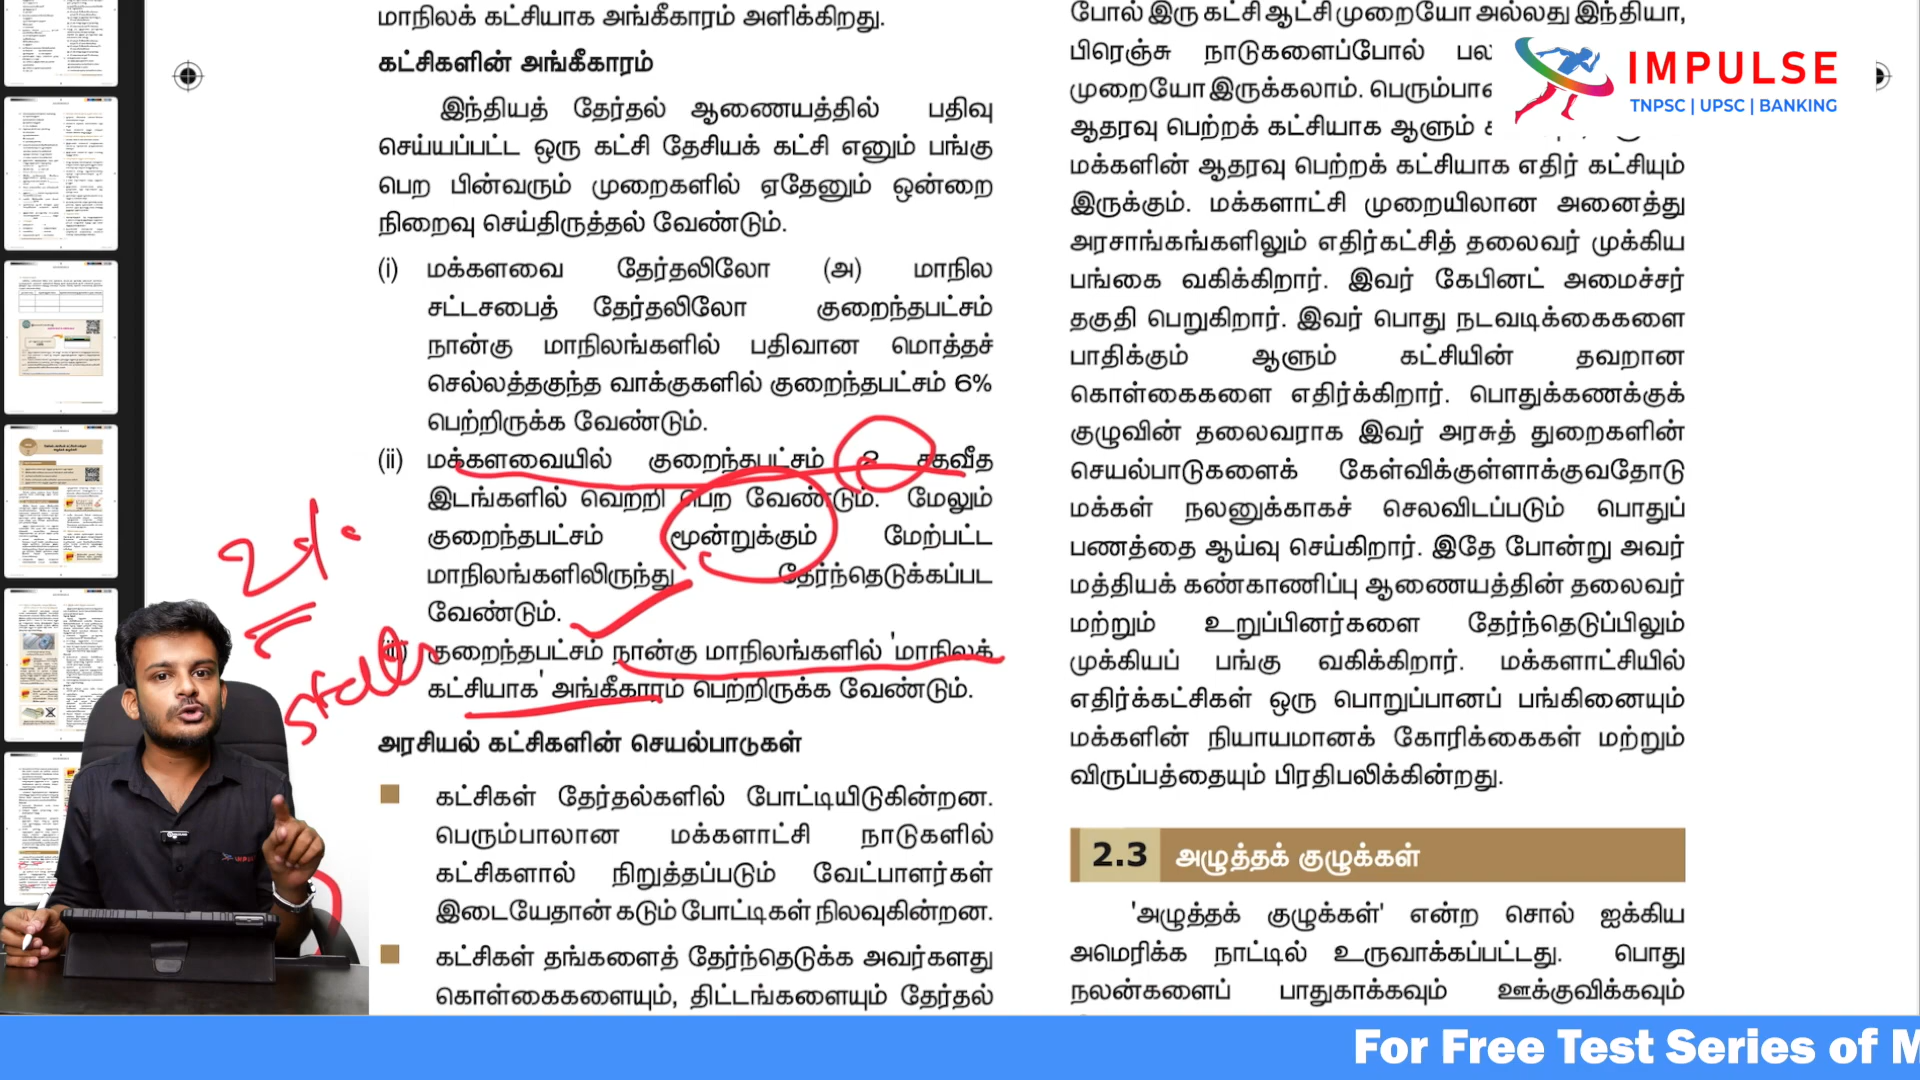 மாநிலக் கட்சியாக அங்கீகாரம் அளிக்கிறது.
கட்சிகளின் அங்கீகாரம்
இந்தியத் தேர்தல் ஆணையத்தில் பதிவு
செய்யப்பட்ட ஒரு கட்சி தேசியக் கட்சி எனும் பங்கு
பெற பின்வரும் முறைகளில் ஏதேனும் ஒன்றை
நிறைவு செய்திருத்தல் வேண்டும்.
(i) மக்களவை தேர்தலிலோ (அ) மாநில
சட்டசபைத் தேர்தலிலோ குறைந்தபட்சம்
நான்கு மாநிலங்களில் பதிவான மொத்தச்
செல்லத்தகுந்த வாக்குகளில் குறைந்தபட்சம் 6%
பெற்றிருக்க வேண்டும்.
(ii) மக்களவையில் குறைந்தபட்சம் 2 சதவீத
இடங்களில் வெற்றி பெற வேண்டும். மேலும்
குறைந்தபட்சம் மூன்றுக்கும் மேற்பட்ட
மாநிலங்களிலிருந்து தேர்ந்தெடுக்கப்பட
வேண்டும்.
குறைந்தபட்சம் நான்கு மாநிலங்களில் 'மாநிலக்
கட்சியாக' அங்கீகாரம் பெற்றிருக்க வேண்டும்.
அரசியல் கட்சிகளின் செயல்பாடுகள்
கட்சிகள் தேர்தல்களில் போட்டியிடுகின்றன.
பெரும்பாலான மக்களாட்சி நாடுகளில்
கட்சிகளால் நிறுத்தப்படும் வேட்பாளர்கள்
இடையேதான் கடும் போட்டிகள் நிலவுகின்றன.
கட்சிகள் தங்களைத் தேர்ந்தெடுக்க அவர்களது
கொள்கைகளையும், திட்டங்களையும் தேர்தல்
2%
போல் இரு கட்சி ஆட்சி முறையோ அல்லது இந்தியா,
பிரெஞ்சு நாடுகளைப்போல் பல
முறையோ இருக்கலாம்.
ஆதரவு பெற்றக் கட்சியாக ஆளும்
மக்களின் ஆதரவு பெற்றக் கட்சியாக எதிர் கட்சியும்
இருக்கும். மக்களாட்சி முறையிலான அனைத்து
அரசாங்கங்களிலும் எதிர்கட்சித் தலைவர் முக்கிய
பங்கை வகிக்கிறார். இவர் கேபினட் அமைச்சர்
தகுதி பெறுகிறார். இவர் பொது நடவடிக்கைகளை
பாதிக்கும் ஆளும் கட்சியின் தவறான
கொள்கைகளை எதிர்க்கிறார். பொதுக்கணக்குக்
குழுவின் தலைவராக இவர் அரசுத் துறைகளின்
செயல்பாடுகளைக் கேள்விக்குள்ளாக்குவதோடு
மக்கள் நலனுக்காகச் செலவிடப்படும் பொதுப்
பணத்தை ஆய்வு செய்கிறார். இதே போன்று அவர்
மத்தியக் கண்காணிப்பு ஆணையத்தின் தலைவர்
மற்றும் உறுப்பினர்களை தேர்ந்தெடுப்பிலும்
முக்கியப் பங்கு வகிக்கிறார். மக்களாட்சியில்
எதிர்க்கட்சிகள் ஒரு பொறுப்பானப் பங்கினையும்
மக்களின் நியாயமானக் கோரிக்கைகள் மற்றும்
விருப்பத்தையும் பிரதிபலிக்கின்றது.
2.3 அழுத்தக் குழுக்கள்
'அழுத்தக் குழுக்கள்' என்ற சொல் ஐக்கிய
அமெரிக்க நாட்டில் உருவாக்கப்பட்டது. பொது
நலன்களைப் பாதுகாக்கவும் ஊக்குவிக்கவும்
IMPULSE
TNPSC | UPSC | BANKING
For Free Test Series of M